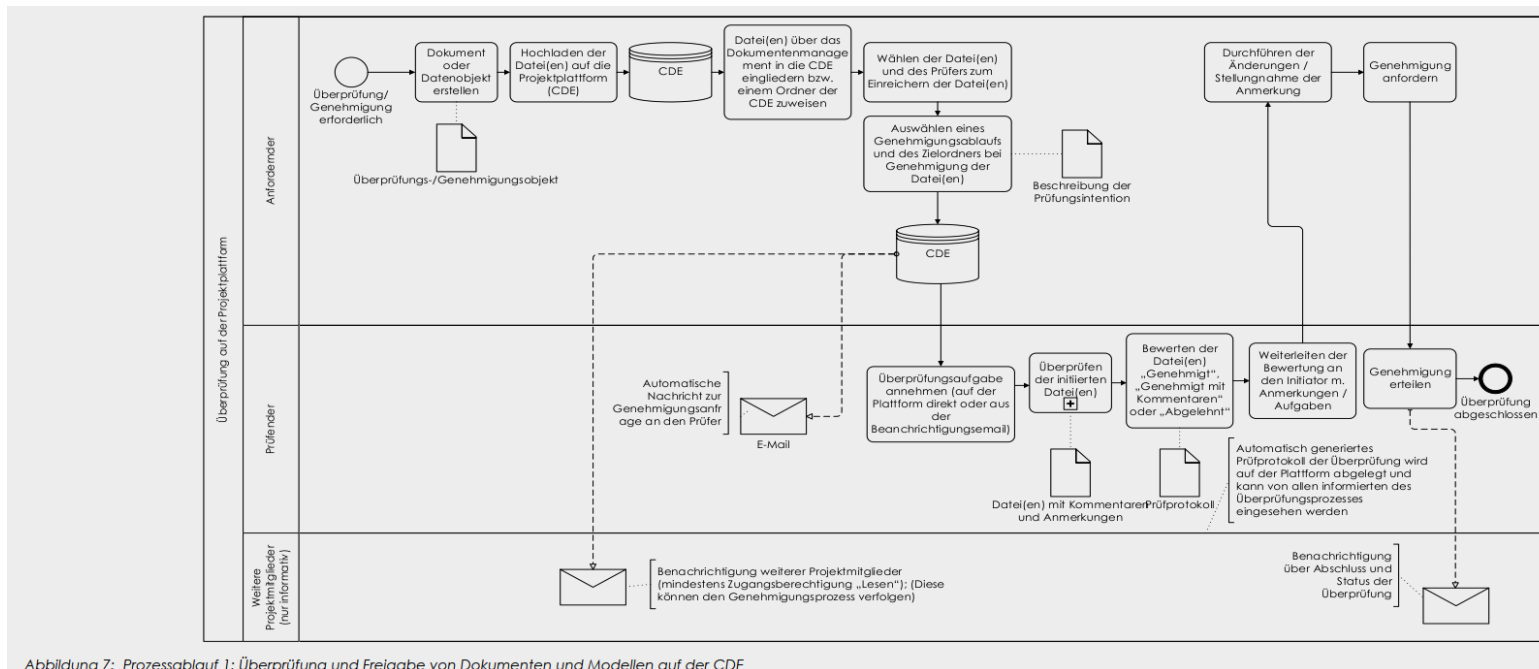 Überprüfung auf der Projektplattform
Anfordernder
Überprüfung/
Genehmigung
erforderlich
Dokument
oder
Datenobjekt
erstellen
Überprüfungs-/Genehmigungsobjekt
Hochladen der
Datei(en) auf die
Projektplattform
(CDE)
CDE
Datei(en) über das
Dokumentenmanage
ment in die CDE
eingliedern bzw.
einem Ordner der
CDE zuweisen
Wählen der Datei(en)
und des Prüfers zum
Einreichern der Datei(en)
Auswählen eines
Genehmigungsablaufs
und des Zielordners bei
Genehmigung der
Datei(en)
Beschreibung der
Prüfungsintention
CDE
Durchführen der
Änderungen /
Stellungnahme der
Anmerkung
Genehmigung
anfordern
Prüfender
Automatische
Nachricht zur
Genehmigungsanfr
age an den Prüfer
E-Mail
Überprüfungsaufgabe
annehmen (auf der
Plattform direkt oder aus
der
Beanchrichtigungsemail)
Überprüfen
der initiierten
Datei(en)
Datei(en) mit Kommentaren
und Anmerkungen
Bewerten der
Datei(en)
„Genehmigt“,
„Genehmigt mit
Kommentaren“
oder „Abgelehnt“
Prüfprotokoll
Weiterleiten der
Bewertung an
den Initiator m.
Anmerkungen /
Aufgaben
Genehmigung
erteilen
Überprüfung
abgeschlossen
Automatisch generiertes
Prüfprotokoll der Überprüfung wird
auf der Plattform abgelegt und
kann von allen informierten des
Überprüfungsprozesses
eingesehen werden
Weitere
Projektmitglieder
(nur informativ)
Benachrichtigung weiterer Projektmitglieder
(mindestens Zugangsberechtigung „Lesen“); (Diese
können den Genehmigungsprozess verfolgen)
Benachrichtigung
über Abschluss und
Status der
Überprüfung
Abbildung 7: Prozessablauf 1: Überprüfung und Freigabe von Dokumenten und Modellen auf der CDE